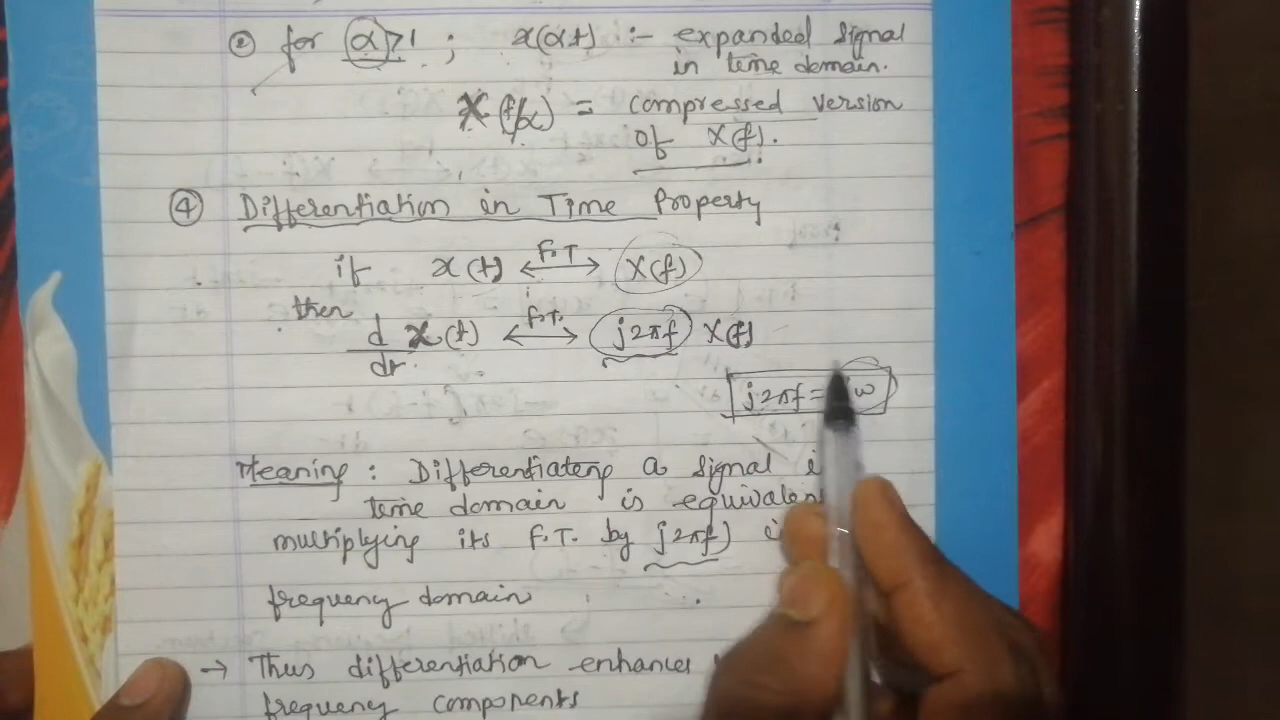 ② for α>1 ; x(αt) :- expanded signal
in time domain.
X(f/α) = compressed version
of X(f).
④ Differentiation in Time Property
if x(t) <--F.T--> X(f)
then
d/dt x(t) <--F.T.--> j2πf X(f)
j2πf = w
Meaning : Differentiating a signal i
time domain is equivalen
multiplying its F.T. by j2πf) i
frequency domain
→ Thus differentiation enhances
frequency components